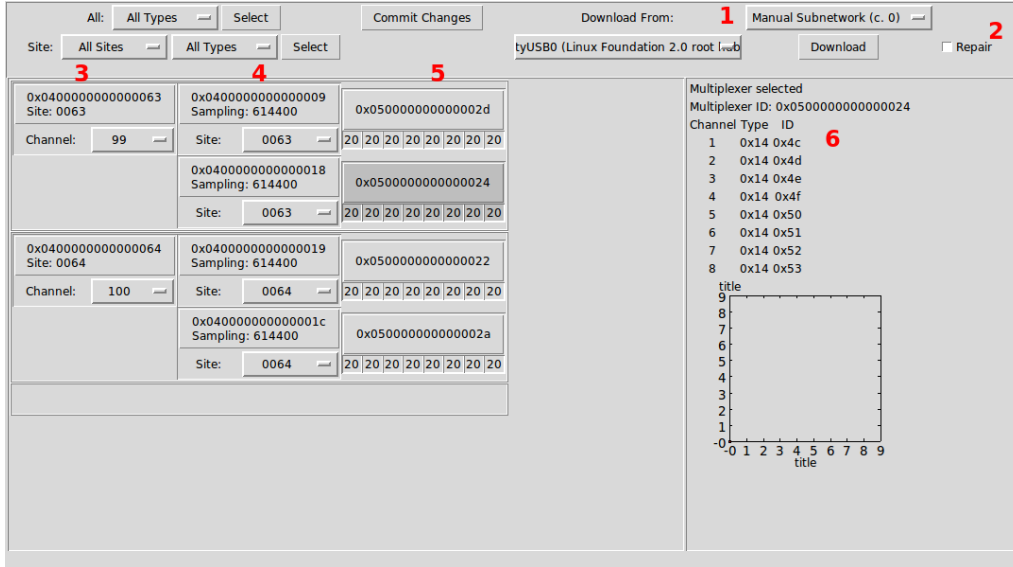 All: All Types Select Commit Changes Download From: 1 Manual Subnetwork (c. 0)
2
Site: All Sites All Types Select tyUSB0 (Linux Foundation 2.0 root Download Repair
3 4 5
0x0400000000000063
Site: 0063
Channel: 99
0x0400000000000009
Sampling: 614400
Site: 0063
0x050000000000002d
20 20 20 20 20 20 20 20
0x0400000000000018
Sampling: 614400
Site: 0063
0x0500000000000024
20 20 20 20 20 20 20 20
0x0400000000000064
Site: 0064
Channel: 100
0x0400000000000019
Sampling: 614400
Site: 0064
0x0500000000000022
20 20 20 20 20 20 20 20
0x040000000000001c
Sampling: 614400
Site: 0064
0x050000000000002a
20 20 20 20 20 20 20 20
Multiplexer selected
Multiplexer ID: 0x0500000000000024
Channel Type ID
6
1 0x14 0x4c
2 0x14 0x4d
3 0x14 0x4e
4 0x14 0x4f
5 0x14 0x50
6 0x14 0x51
7 0x14 0x52
8 0x14 0x53
title
9
8
7
6
5
4
3
2
1
-0
-0 1 2 3 4 5 6 7 8 9
title